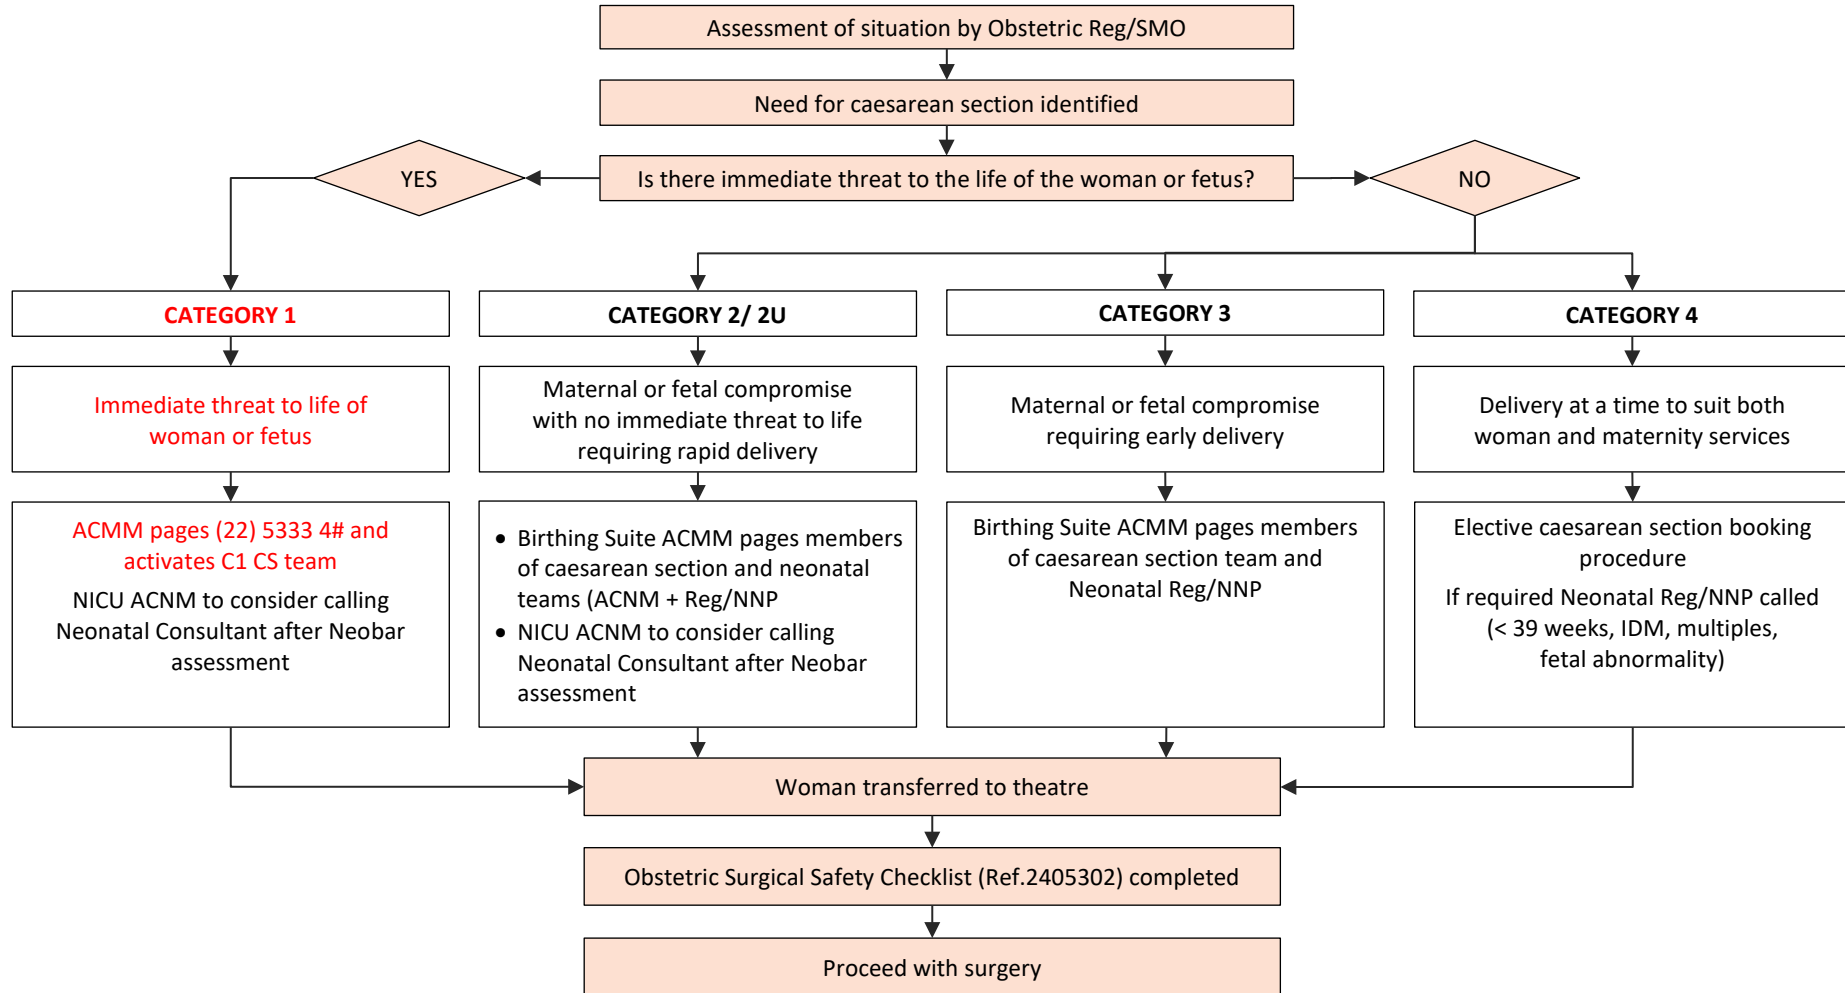 Assessment of situation by Obstetric Reg/SMO
Need for caesarean section identified
YES
Is there immediate threat to the life of the woman or fetus?
NO
CATEGORY 1
Immediate threat to life of
woman or fetus
ACMM pages (22) 5333 4# and
activates C1 CS team
NICU ACNM to consider calling
Neonatal Consultant after Neobar
assessment
CATEGORY 2/ 2U
Maternal or fetal compromise
with no immediate threat to life
requiring rapid delivery
• Birthing Suite ACMM pages members
of caesarean section and neonatal
teams (ACNM + Reg/NNP
• NICU ACNM to consider calling
Neonatal Consultant after Neobar
assessment
CATEGORY 3
Maternal or fetal compromise
requiring early delivery
Birthing Suite ACMM pages members
of caesarean section team and
Neonatal Reg/NNP
CATEGORY 4
Delivery at a time to suit both
woman and maternity services
Elective caesarean section booking
procedure
If required Neonatal Reg/NNP called
(< 39 weeks, IDM, multiples,
fetal abnormality)
Woman transferred to theatre
Obstetric Surgical Safety Checklist (Ref.2405302) completed
Proceed with surgery